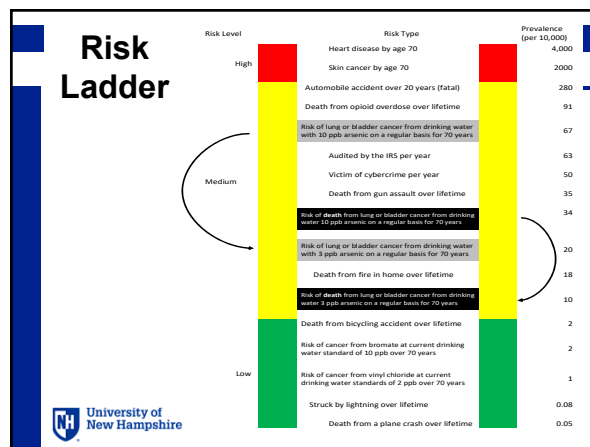 Risk
Ladder
Risk Level
Risk Type
Prevalence
(per 10,000)
High
Heart disease by age 70
4,000
Skin cancer by age 70
2000
Automobile accident over 20 years (fatal)
280
Death from opioid overdose over lifetime
91
Risk of lung or bladder cancer from drinking water
with 10 ppb arsenic on a regular basis for 70 years
67
Audited by the IRS per year
63
Medium
Victim of cybercrime per year
50
Death from gun assault over lifetime
35
Risk of death from lung or bladder cancer from drinking
water 10 ppb arsenic on a regular basis for 70 years
34
Risk of lung or bladder cancer from drinking water
with 3 ppb arsenic on a regular basis for 70 years
20
Death from fire in home over lifetime
18
Risk of death from lung or bladder cancer from drinking
water 3 ppb arsenic on a regular basis for 70 years
10
Death from bicycling accident over lifetime
2
Risk of cancer from bromate at current drinking
water standard of 10 ppb over 70 years
2
Low
Risk of cancer from vinyl chloride at current
drinking water standards of 2 ppb over 70 years
1
Struck by lightning over lifetime
0.08
Death from a plane crash over lifetime
0.05
NH
University of
New Hampshire